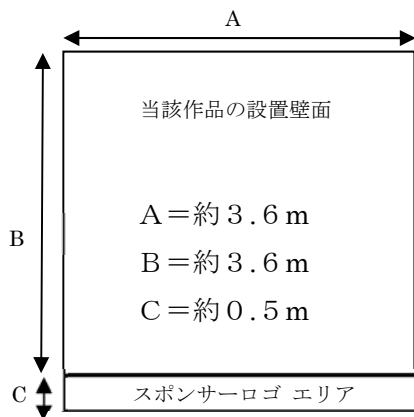 A
当該作品の設置壁面
A＝約３.６ｍ
B
B＝約３.６ｍ
C＝約０.５ｍ
C
スポンサーロゴ エリア